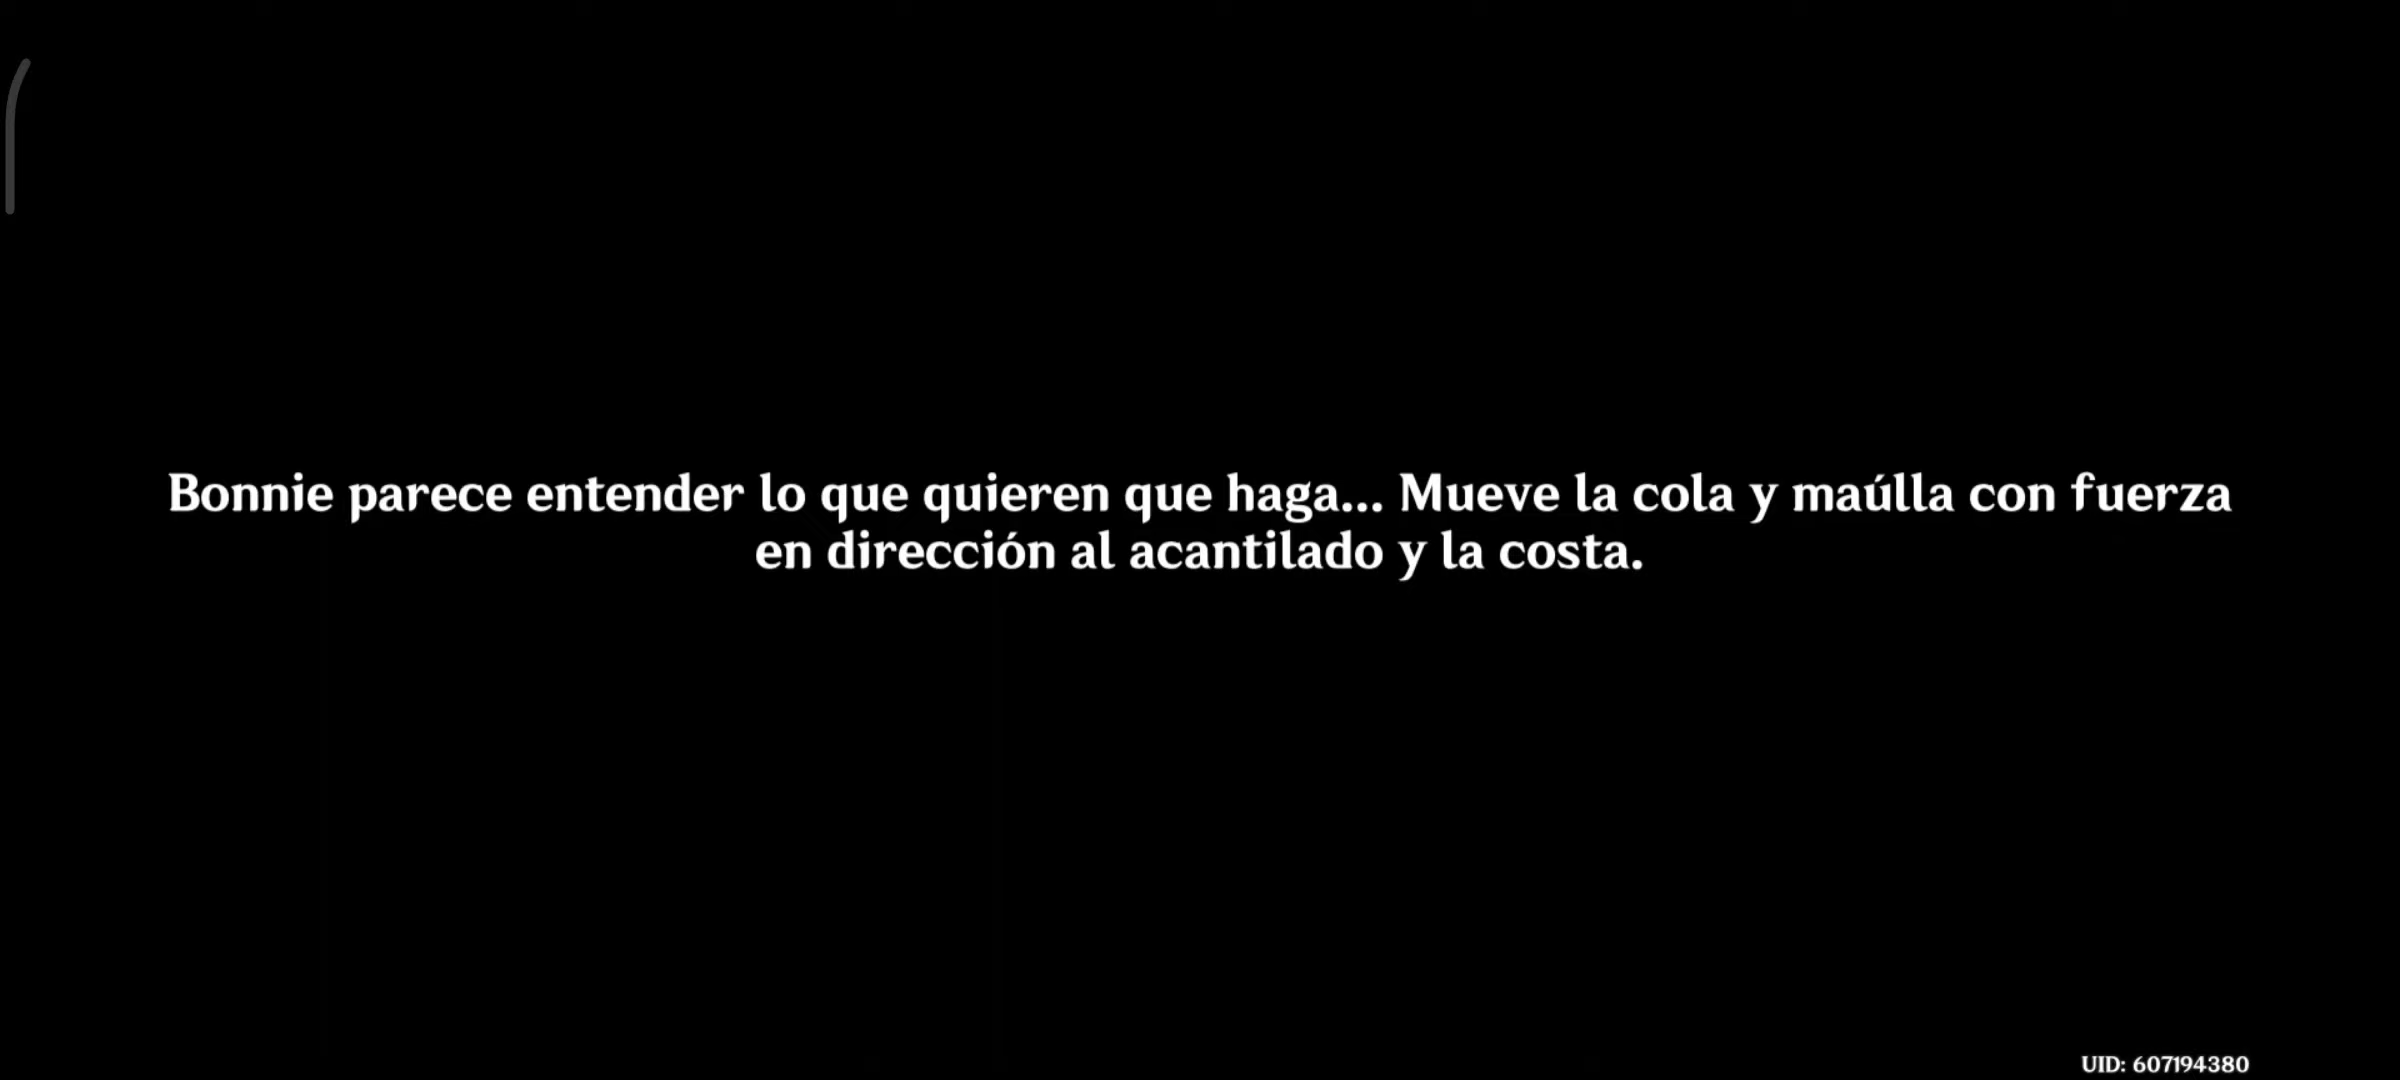 Bonnie parece entender lo que quieren que haga... Mueve la cola y maúlla con fuerza
en dirección al acantilado y la costa.
UID: 607194380